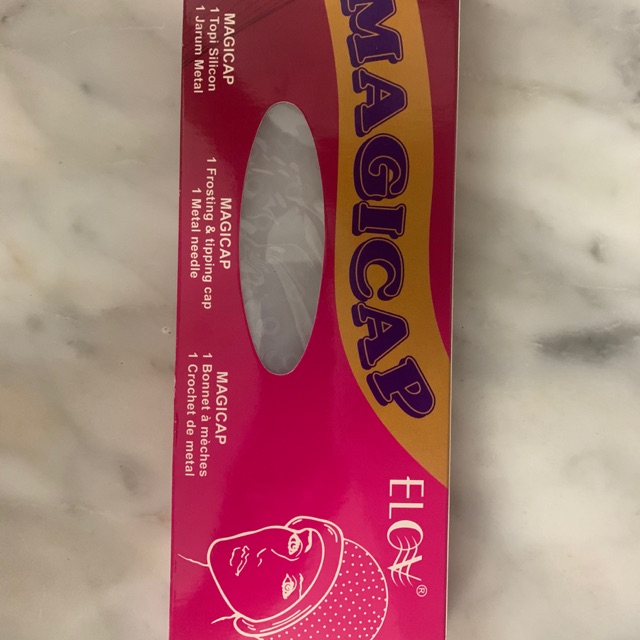 MAGICAP
ELOV®
MAGICAP
1 Topi Silicon
1 Jarum Metal
MAGICAP
1 Frosting & tipping cap
1 Metal needle
MAGICAP
1 Bonnet à mèches
1 Crochet de metal